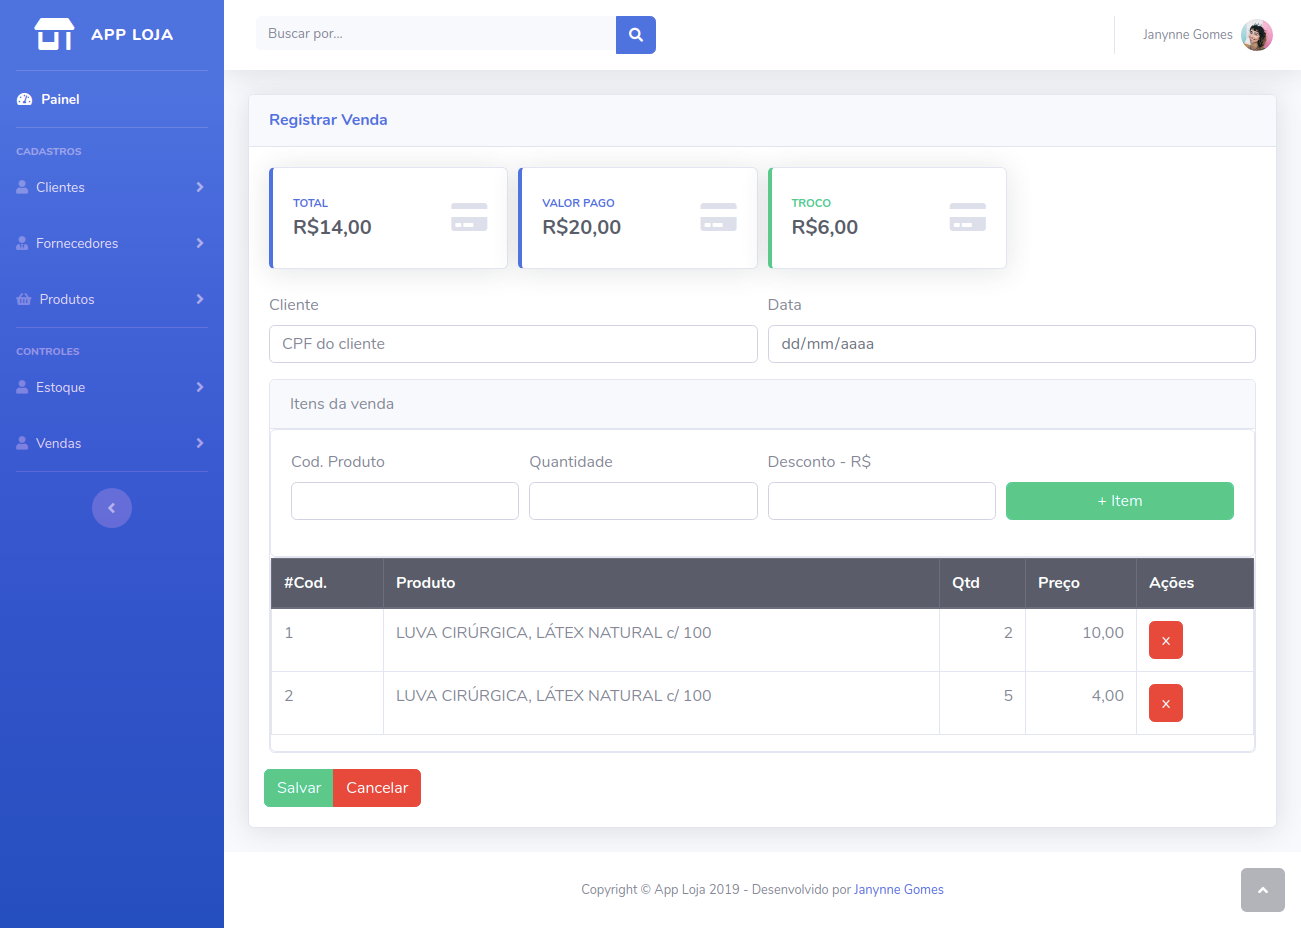 APP LOJA
Buscar por...
Janynne Gomes
Painel
CADASTROS
Clientes
Fornecedores
Produtos
CONTROLES
Estoque
Vendas
Registrar Venda
TOTAL
R$14,00
VALOR PAGO
R$20,00
TROCO
R$6,00
Cliente
Data
CPF do cliente
dd/mm/aaaa
Itens da venda
Cod. Produto
Quantidade
Desconto - R$
+ Item
#Cod. Produto Qtd Preço Ações
1 LUVA CIRÚRGICA, LÁTEX NATURAL c/ 100 2 10,00 x
2 LUVA CIRÚRGICA, LÁTEX NATURAL c/ 100 5 4,00 x
Salvar
Cancelar
Copyright © App Loja 2019 - Desenvolvido por Janynne Gomes